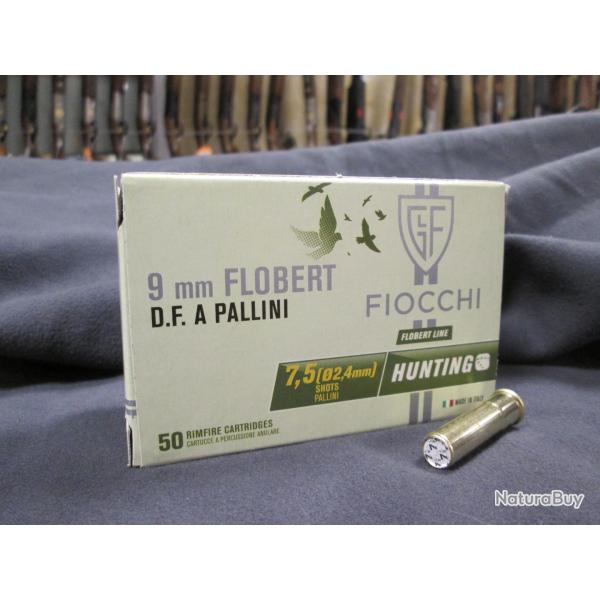 GF
9 mm FLOBERT
D.F. A PALLINI
FIOCCHI
FLOBERT LINE
7,5(ø2,4mm)
SHOTS
PALLINI
HUNTING
50 RIMFIRE CARTRIDGES
CARTUCCE A PERCUSSIONE ANULARE
MADE IN ITALY
NaturaBuy